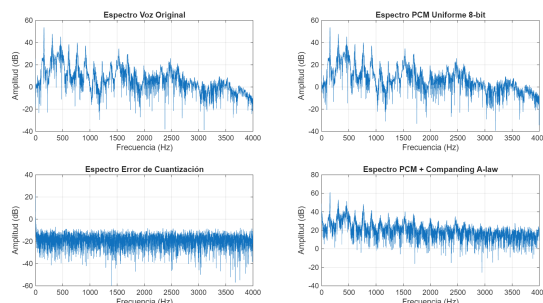 Espectro Voz Original
60
40
20
0
-20
-40
Amplitud (dB)
0 500 1000 1500 2000 2500 3000 3500 4000
Frecuencia (Hz)
Espectro PCM Uniforme 8-bit
60
40
20
0
-20
-40
Amplitud (dB)
0 500 1000 1500 2000 2500 3000 3500 4000
Frecuencia (Hz)
Espectro Error de Cuantización
40
20
0
-20
-40
-60
Amplitud (dB)
0 500 1000 1500 2000 2500 3000 3500 4000
Frecuencia (Hz)
Espectro PCM + Companding A-law
80
60
40
20
0
-20
-40
Amplitud (dB)
0 500 1000 1500 2000 2500 3000 3500 4000
Frecuencia (Hz)